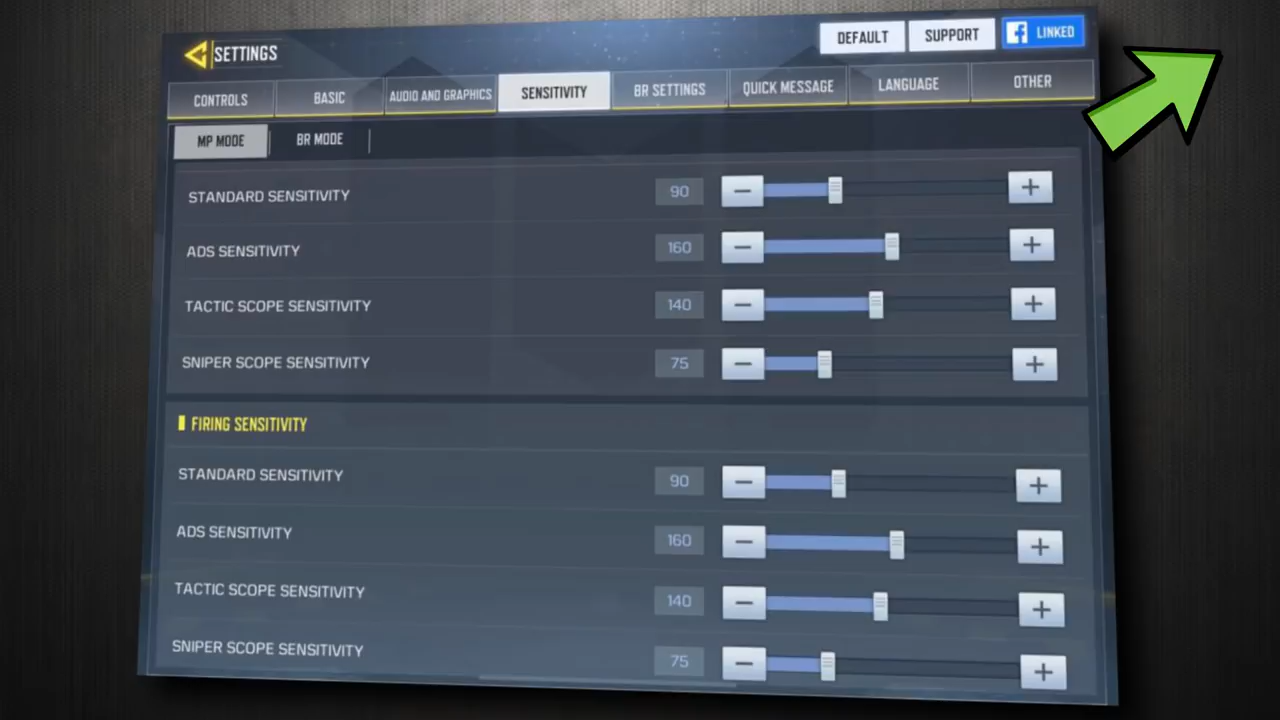 SETTINGS
DEFAULT
SUPPORT
LINKED
CONTROLS
BASIC
AUDIO AND GRAPHICS
SENSITIVITY
BR SETTINGS
QUICK MESSAGE
LANGUAGE
OTHER
MP MODE
BR MODE
STANDARD SENSITIVITY 90
ADS SENSITIVITY 160
TACTIC SCOPE SENSITIVITY 140
SNIPER SCOPE SENSITIVITY 75
FIRING SENSITIVITY
STANDARD SENSITIVITY 90
ADS SENSITIVITY 160
TACTIC SCOPE SENSITIVITY 140
SNIPER SCOPE SENSITIVITY 75